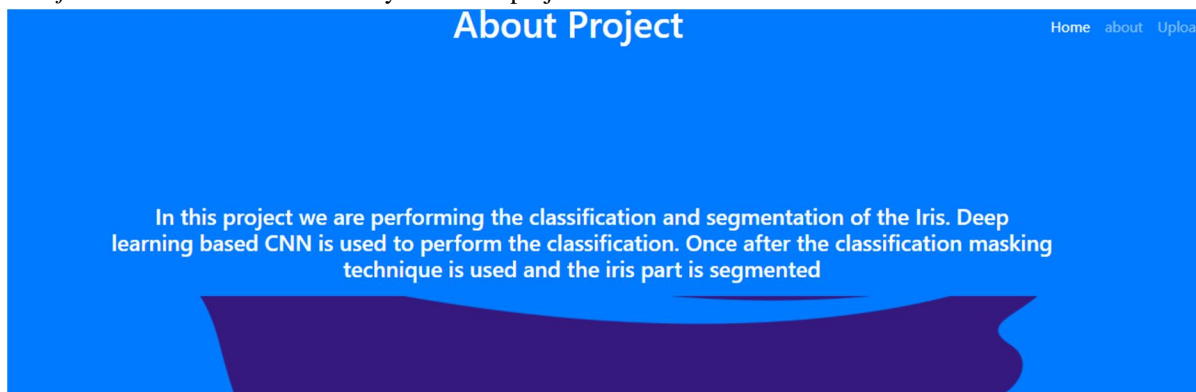 About Project
Home about
In this project we are performing the classification and segmentation of the Iris. Deep
learning based CNN is used to perform the classification. Once after the classification masking
technique is used and the iris part is segmented